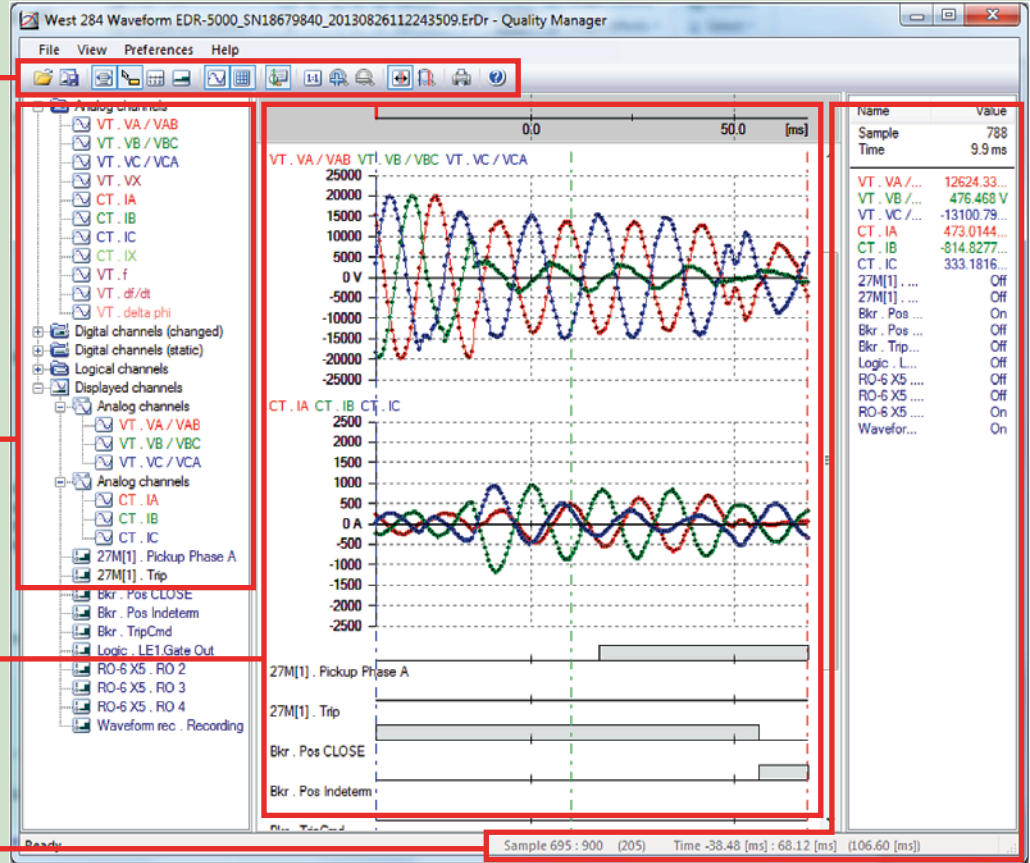 West 284 Waveform EDR-5000_SN18679840_20130826112243509.ErDr - Quality Manager
File View Preferences Help
Analog channels
VT . VA / VAB
VT . VB / VBC
VT . VC / VCA
VT . VX
CT . IA
CT . IB
CT . IC
CT . IX
VT . f
VT . df/dt
VT . delta phi
Digital channels (changed)
Digital channels (static)
Logical channels
Displayed channels
Analog channels
VT . VA / VAB
VT . VB / VBC
VT . VC / VCA
Analog channels
CT . IA
CT . IB
CT . IC
27M[1] . Pickup Phase A
27M[1] . Trip
Bkr . Pos CLOSE
Bkr . Pos Indeterm
Bkr . TripCmd
Logic . LE1.Gate Out
RO-6 X5 . RO 2
RO-6 X5 . RO 3
RO-6 X5 . RO 4
Waveform rec . Recording
0.0 50.0 [ms]
VT . VA / VAB VT . VB / VBC VT . VC / VCA
25000
20000
15000
10000
5000
0 V
-5000
-10000
-15000
-20000
-25000
CT . IA CT . IB CT . IC
2500
2000
1500
1000
500
0 A
-500
-1000
-1500
-2000
-2500
27M[1] . Pickup Phase A
27M[1] . Trip
Bkr . Pos CLOSE
Bkr . Pos Indeterm
Bkr . TripCmd
Name Value
Sample 788
Time 9.9 ms
VT . VA /... 12624.33...
VT . VB /... 476.468 V
VT . VC /... -13100.79...
CT . IA 473.0144...
CT . IB -814.8277...
CT . IC 333.1816...
27M[1] . ... Off
27M[1] . ... Off
Bkr . Pos ... On
Bkr . Pos ... Off
Bkr . Trip... Off
Logic . L... Off
RO-6 X5 .... Off
RO-6 X5 .... Off
RO-6 X5 .... On
Wavefor... On
Ready Sample 695 : 900 (205) Time -38.48 [ms] : 68.12 [ms] (106.60 [ms])